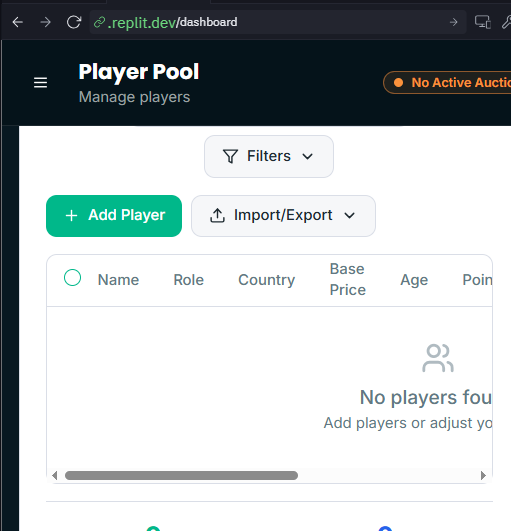 .replit.dev/dashboard
Player Pool
Manage players
No Active Auctio
Filters
Add Player
Import/Export
Name Role Country Base Price Age Poin
No players fou
Add players or adjust yo